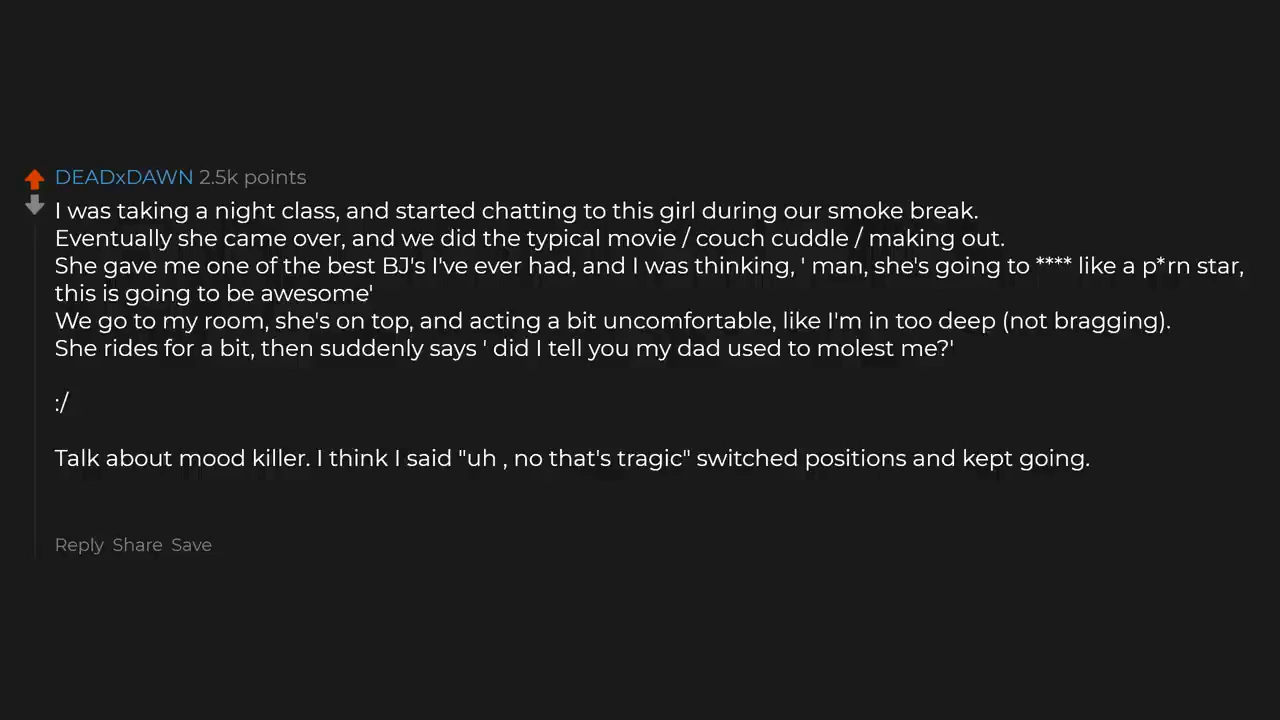 DEADxDAWN 2.5k points
I was taking a night class, and started chatting to this girl during our smoke break.
Eventually she came over, and we did the typical movie / couch cuddle / making out.
She gave me one of the best BJ's I've ever had, and I was thinking, ' man, she's going to **** like a p*rn star,
this is going to be awesome'
We go to my room, she's on top, and acting a bit uncomfortable, like I'm in too deep (not bragging).
She rides for a bit, then suddenly says ' did I tell you my dad used to molest me?'
:/
Talk about mood killer. I think I said "uh , no that's tragic" switched positions and kept going.
Reply Share Save